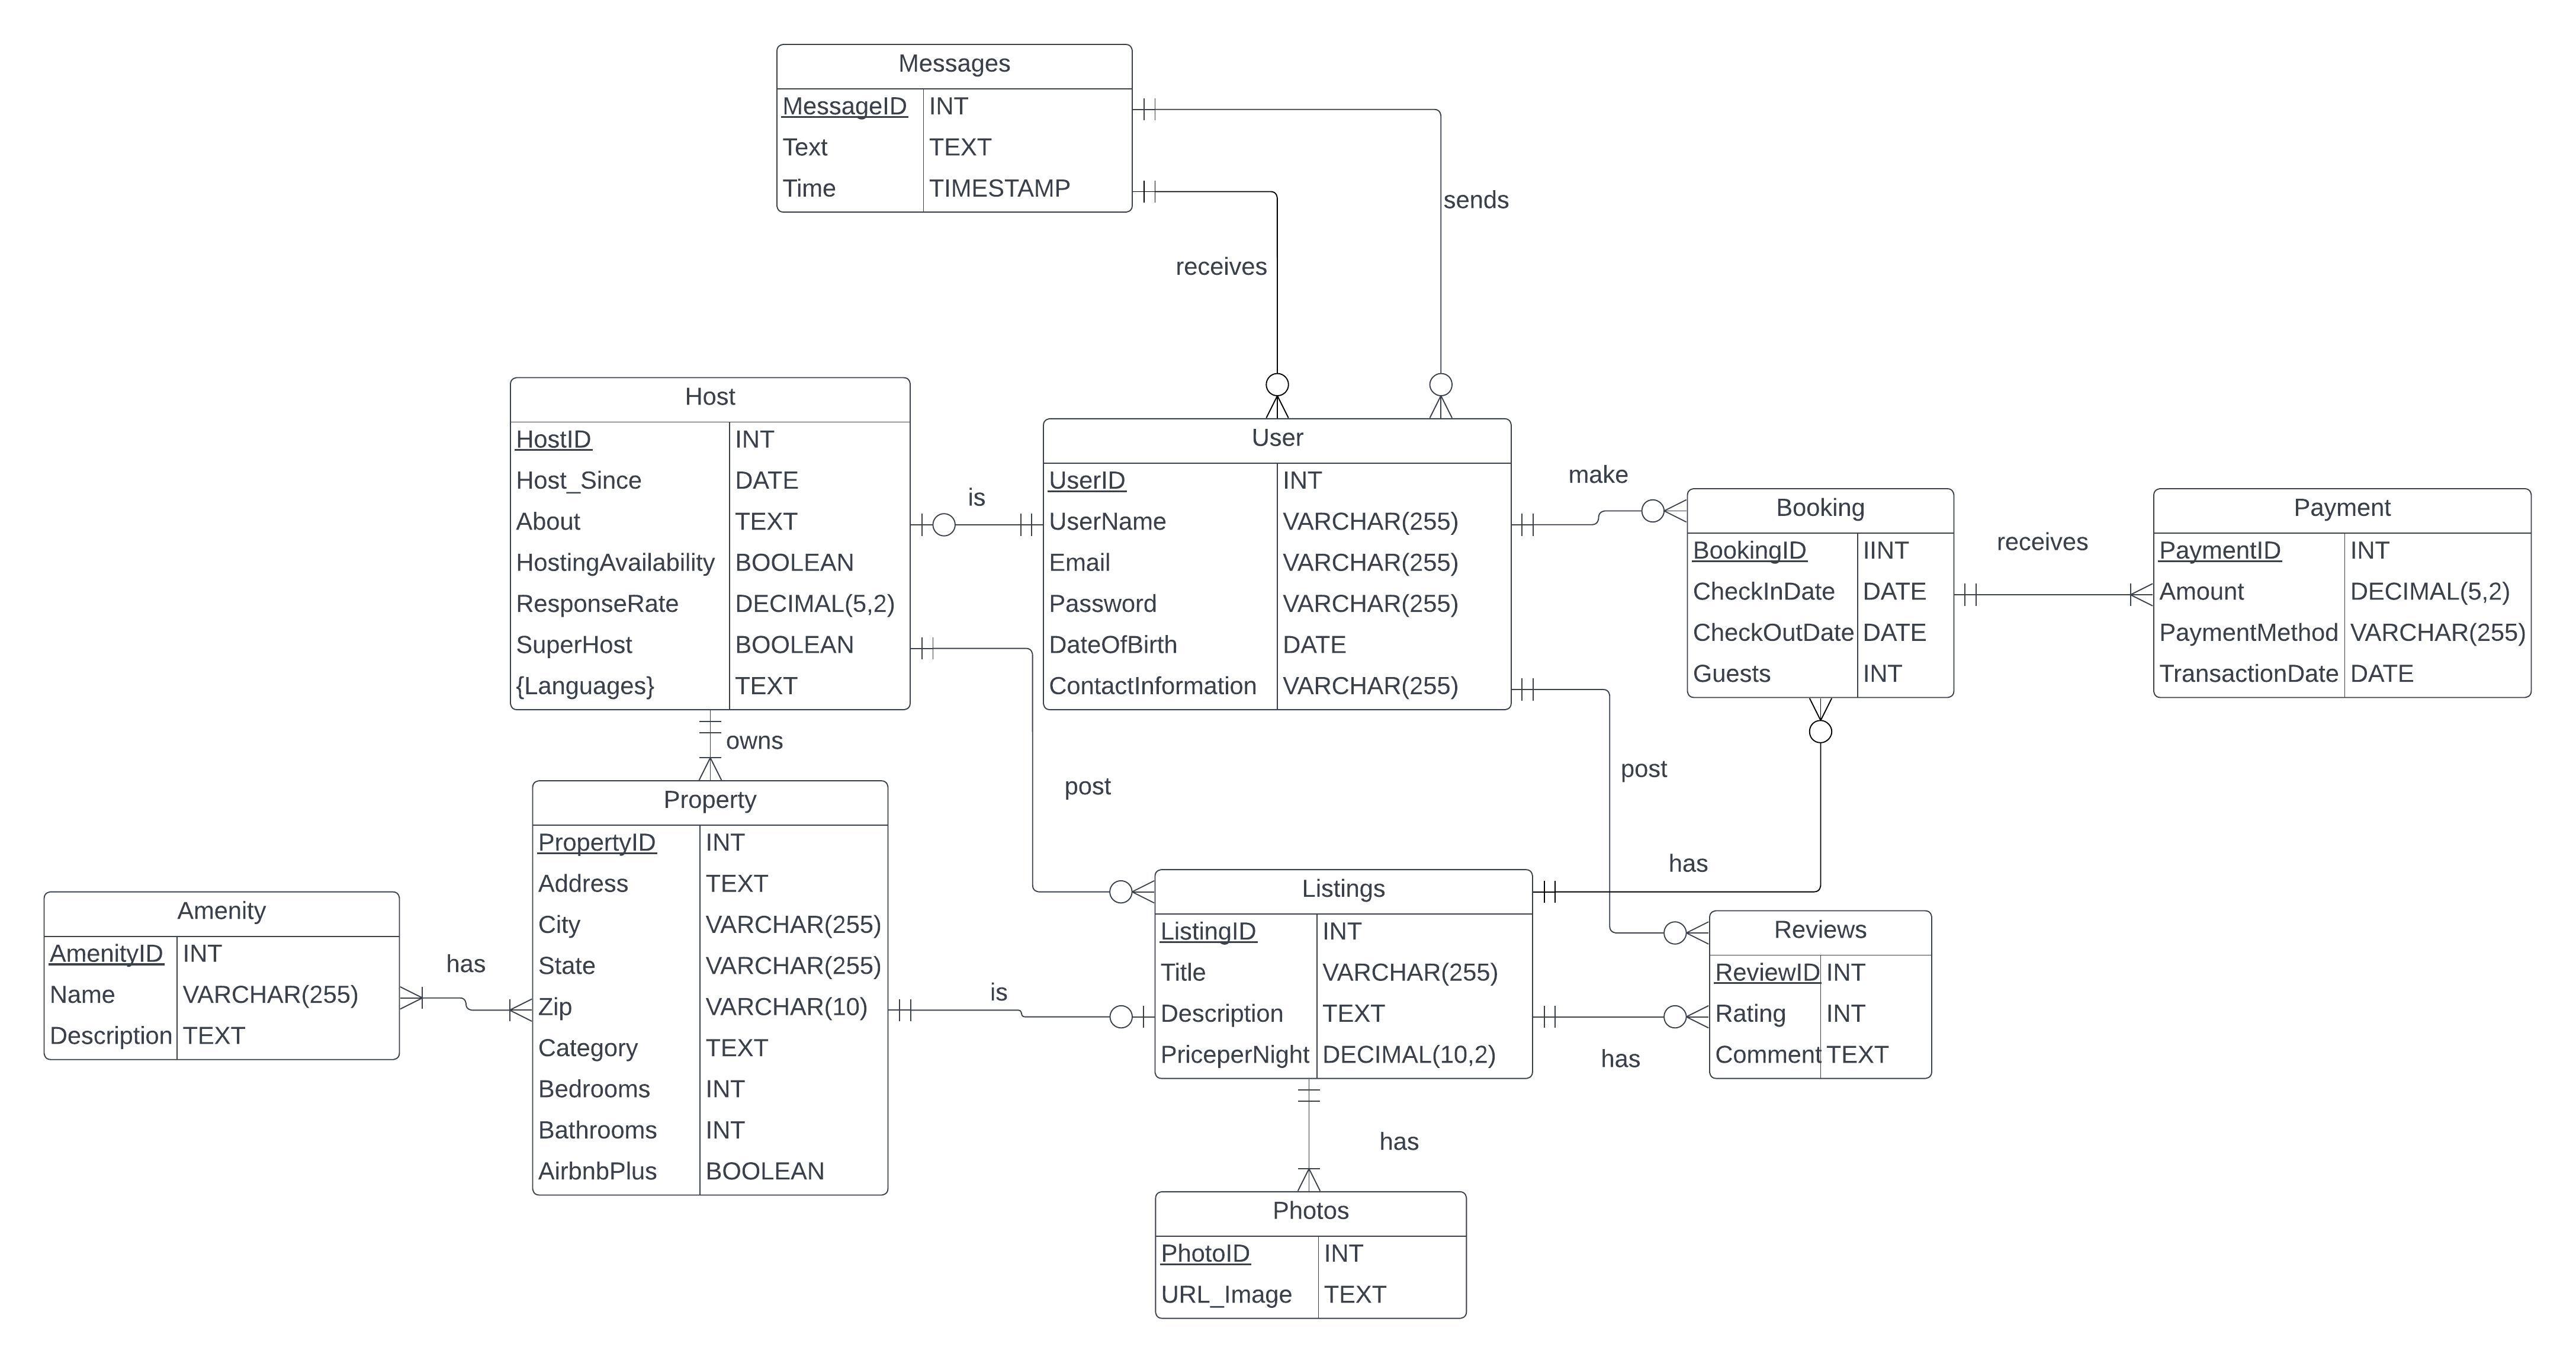 Messages
MessageID INT
Text TEXT
Time TIMESTAMP
sends
receives
Host
HostID INT
Host_Since DATE
About TEXT
HostingAvailability BOOLEAN
ResponseRate DECIMAL(5,2)
SuperHost BOOLEAN
{Languages} TEXT
is
User
UserID INT
UserName VARCHAR(255)
Email VARCHAR(255)
Password VARCHAR(255)
DateOfBirth DATE
ContactInformation VARCHAR(255)
make
Booking
BookingID IINT
CheckInDate DATE
CheckOutDate DATE
Guests INT
receives
Payment
PaymentID INT
Amount DECIMAL(5,2)
PaymentMethod VARCHAR(255)
TransactionDate DATE
owns
post
post
has
Property
PropertyID INT
Address TEXT
City VARCHAR(255)
State VARCHAR(255)
Zip VARCHAR(10)
Category TEXT
Bedrooms INT
Bathrooms INT
AirbnbPlus BOOLEAN
Amenity
AmenityID INT
Name VARCHAR(255)
Description TEXT
has
is
Listings
ListingID INT
Title VARCHAR(255)
Description TEXT
PriceperNight DECIMAL(10,2)
Reviews
ReviewID INT
Rating INT
Comment TEXT
has
has
Photos
PhotoID INT
URL_Image TEXT